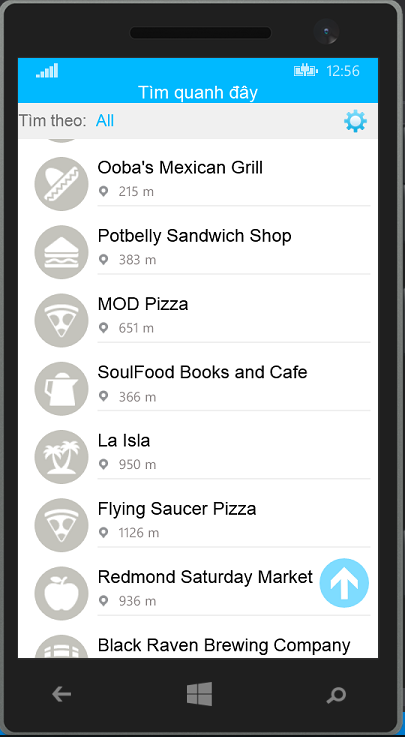 12:56
Tìm quanh đây
Tìm theo: All
Ooba's Mexican Grill
215 m
Potbelly Sandwich Shop
383 m
MOD Pizza
651 m
SoulFood Books and Cafe
366 m
La Isla
950 m
Flying Saucer Pizza
1126 m
Redmond Saturday Market
936 m
Black Raven Brewing Company